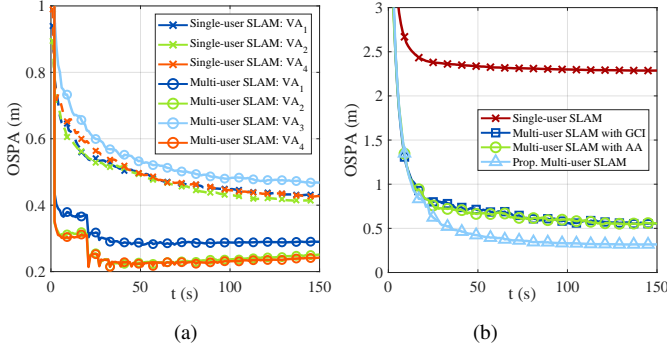 1
0.8
0.6
0.4
0.2
OSPA (m)
0
50
100
150
t (s)
Single-user SLAM: VA₁
Single-user SLAM: VA₂
Single-user SLAM: VA₄
Multi-user SLAM: VA₁
Multi-user SLAM: VA₂
Multi-user SLAM: VA₃
Multi-user SLAM: VA₄
(a)
3
2.5
2
1.5
1
0.5
0
OSPA (m)
0
50
100
150
t (s)
Single-user SLAM
Multi-user SLAM with GCI
Multi-user SLAM with AA
Prop. Multi-user SLAM
(b)